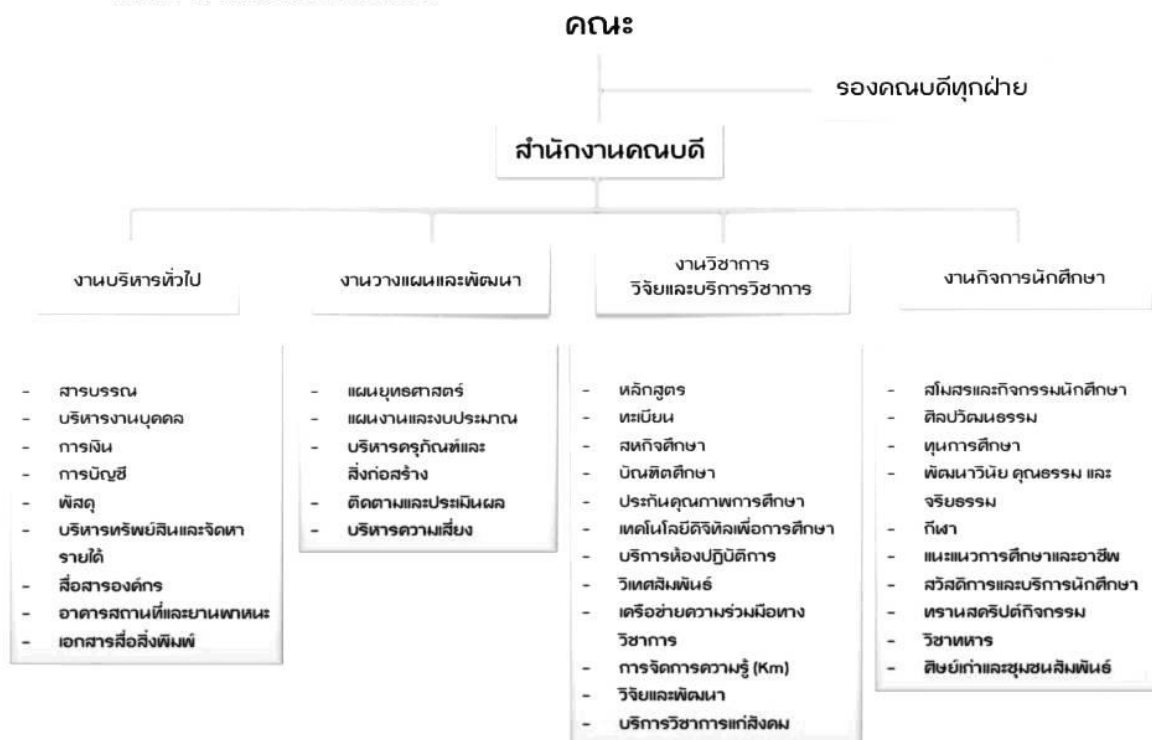 คณะ
รองคณบดีทุกฝ่าย
สำนักงานคณบดี
งานบริหารทั่วไป
งานวางแผนและพัฒนา
งานวิชาการ
วิจัยและบริการวิชาการ
งานกิจการนักศึกษา
- สารบรรณ
- บริหารงานบุคคล
- การเงิน
- การบัญชี
- พัสดุ
- บริหารทรัพย์สินและจัดหา
รายได้
- สื่อสารองค์กร
- อาคารสถานที่และยานพาหนะ
- เอกสารสื่อสิ่งพิมพ์
- แผนยุทธศาสตร์
- แผนงานและงบประมาณ
- บริหารครุภัณฑ์และ
สิ่งก่อสร้าง
- ติดตามและประเมินผล
- บริหารความเสี่ยง
- หลักสูตร
- ทะเบียน
- สหกิจศึกษา
- บัณฑิตศึกษา
- ประกันคุณภาพการศึกษา
- เทคโนโลยีดิจิทัลเพื่อการศึกษา
- บริการห้องปฏิบัติการ
- วิเทศสัมพันธ์
- เครือข่ายความร่วมมือทาง
วิชาการ
- การจัดการความรู้ (Km)
- วิจัยและพัฒนา
- บริการวิชาการแก่สังคม
- สโมสรและกิจกรรมนักศึกษา
- ศิลปวัฒนธรรม
- ทุนการศึกษา
- พัฒนาวินัย คุณธรรม และ
จริยธรรม
- กีฬา
- แนะแนวการศึกษาและอาชีพ
- สวัสดิการและบริการนักศึกษา
- ทรานสคริปต์กิจกรรม
- วิชาทหาร
- ศิษย์เก่าและชุมชนสัมพันธ์